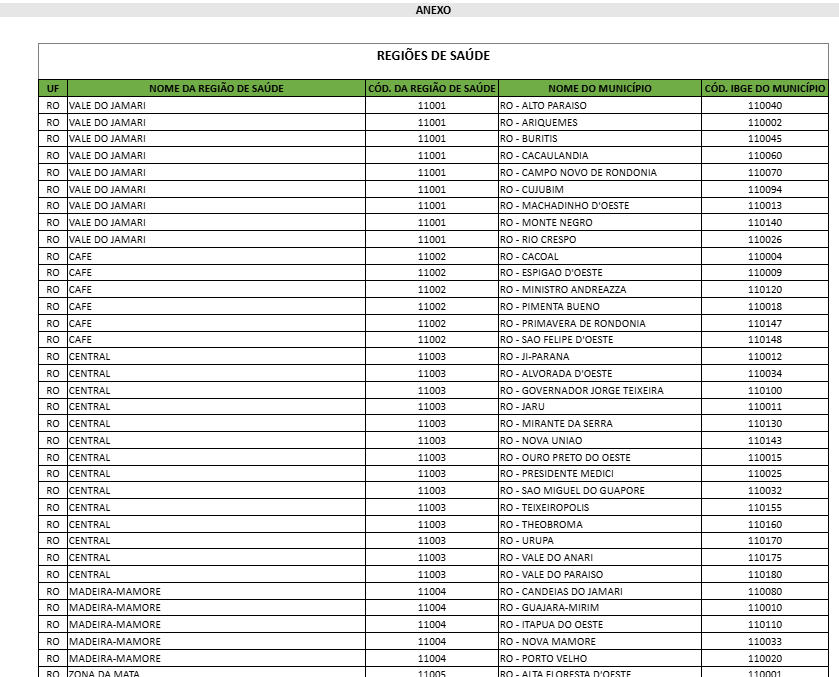 ANEXO
REGIÕES DE SAÚDE
UF NOME DA REGIÃO DE SAÚDE CÓD. DA REGIÃO DE SAÚDE NOME DO MUNICÍPIO CÓD. IBGE DO MUNICÍPIO
RO VALE DO JAMARI 11001 RO - ALTO PARAISO 110040
RO VALE DO JAMARI 11001 RO - ARIQUEMES 110002
RO VALE DO JAMARI 11001 RO - BURITIS 110045
RO VALE DO JAMARI 11001 RO - CACAULANDIA 110060
RO VALE DO JAMARI 11001 RO - CAMPO NOVO DE RONDONIA 110070
RO VALE DO JAMARI 11001 RO - CUJUBIM 110094
RO VALE DO JAMARI 11001 RO - MACHADINHO D'OESTE 110013
RO VALE DO JAMARI 11001 RO - MONTE NEGRO 110140
RO VALE DO JAMARI 11001 RO - RIO CRESPO 110026
RO CAFE 11002 RO - CACOAL 110004
RO CAFE 11002 RO - ESPIGAO D'OESTE 110009
RO CAFE 11002 RO - MINISTRO ANDREAZZA 110120
RO CAFE 11002 RO - PIMENTA BUENO 110018
RO CAFE 11002 RO - PRIMAVERA DE RONDONIA 110147
RO CAFE 11002 RO - SAO FELIPE D'OESTE 110148
RO CENTRAL 11003 RO - JI-PARANA 110012
RO CENTRAL 11003 RO - ALVORADA D'OESTE 110034
RO CENTRAL 11003 RO - GOVERNADOR JORGE TEIXEIRA 110100
RO CENTRAL 11003 RO - JARU 110011
RO CENTRAL 11003 RO - MIRANTE DA SERRA 110130
RO CENTRAL 11003 RO - NOVA UNIAO 110143
RO CENTRAL 11003 RO - OURO PRETO DO OESTE 110015
RO CENTRAL 11003 RO - PRESIDENTE MEDICI 110025
RO CENTRAL 11003 RO - SAO MIGUEL DO GUAPORE 110032
RO CENTRAL 11003 RO - TEIXEIROPOLIS 110155
RO CENTRAL 11003 RO - THEOBROMA 110160
RO CENTRAL 11003 RO - URUPA 110170
RO CENTRAL 11003 RO - VALE DO ANARI 110175
RO CENTRAL 11003 RO - VALE DO PARAISO 110180
RO MADEIRA-MAMORE 11004 RO - CANDEIAS DO JAMARI 110080
RO MADEIRA-MAMORE 11004 RO - GUAJARA-MIRIM 110010
RO MADEIRA-MAMORE 11004 RO - ITAPUA DO OESTE 110110
RO MADEIRA-MAMORE 11004 RO - NOVA MAMORE 110033
RO MADEIRA-MAMORE 11004 RO - PORTO VELHO 110020
RO ZONA DA MATA 11005 RO - ALTA FLORESTA D'OESTE 110001